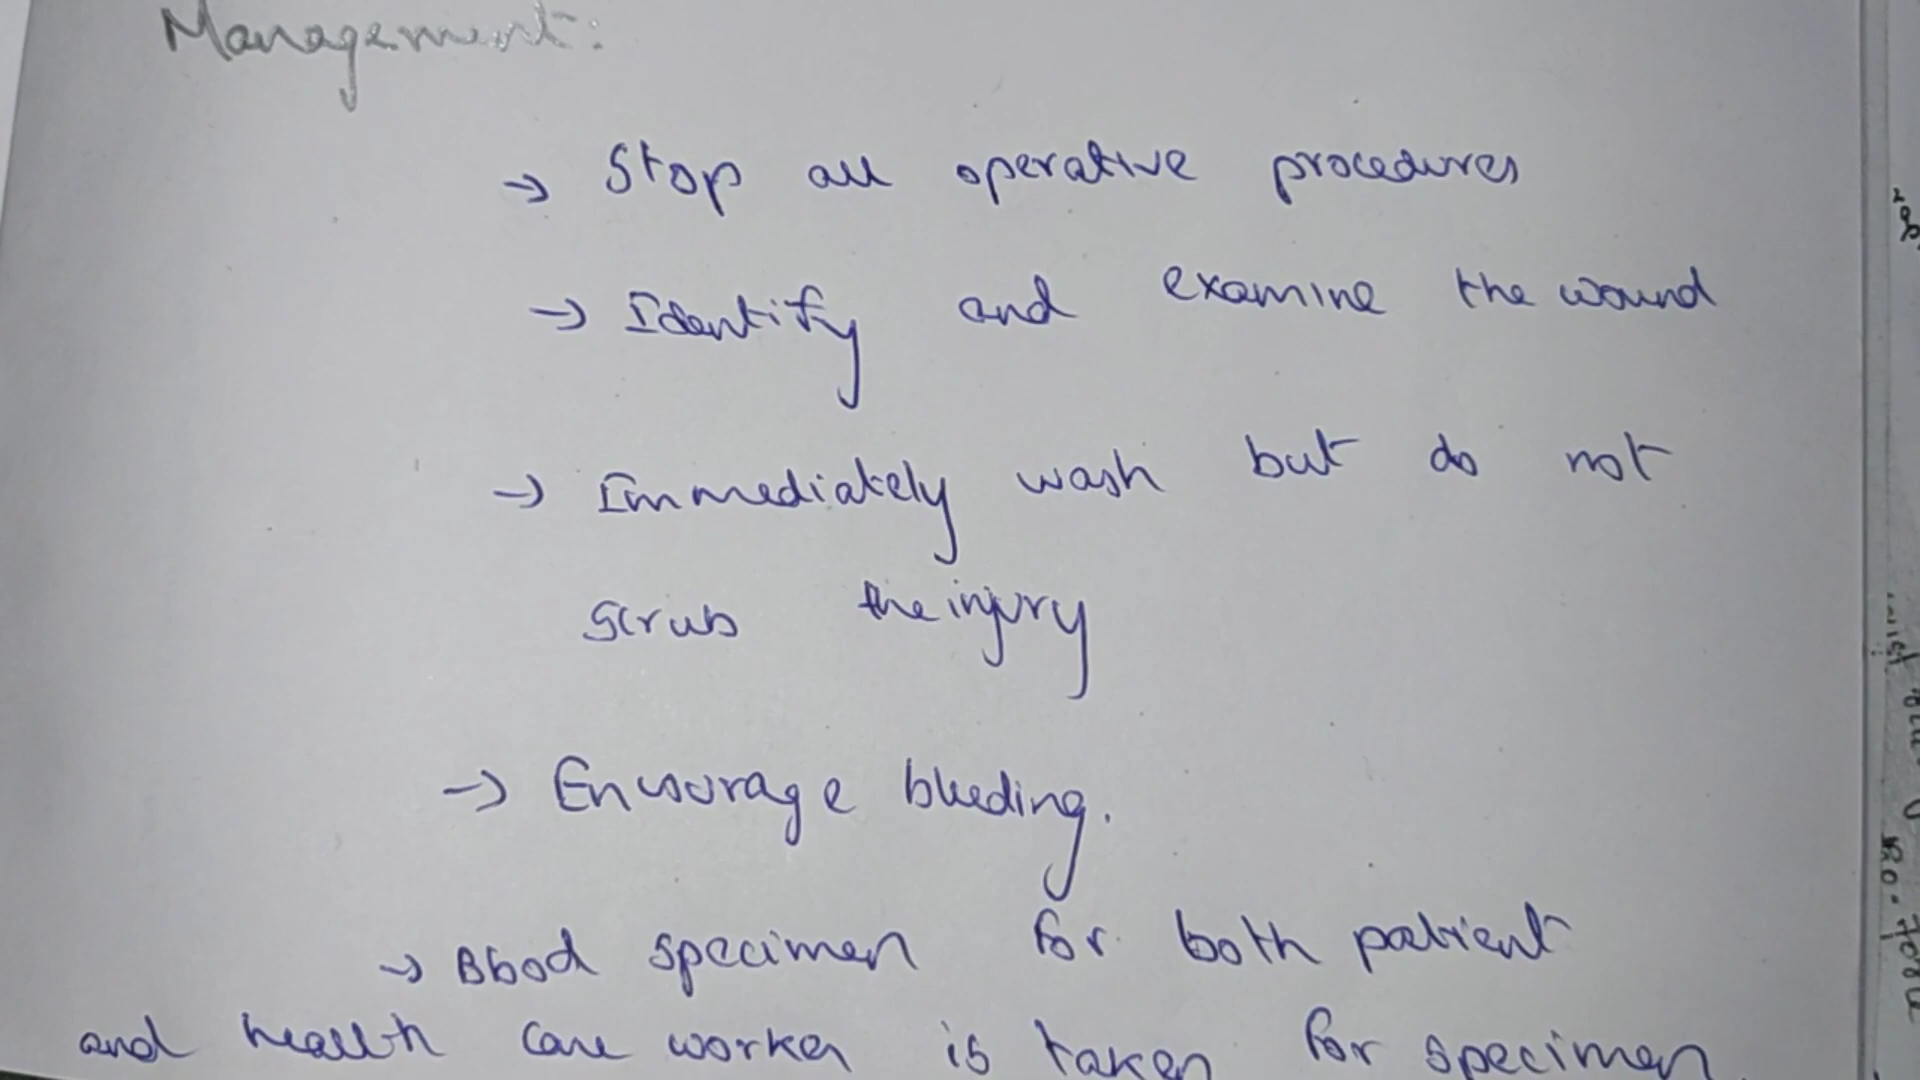 Management:
→ Stop all operative procedures
→ Identify and examine the wound
→ Immediately wash but do not
scrub the injury
→ Encourage bleeding.
→ Blood specimen for both patient
and health care worker is taken for specimen